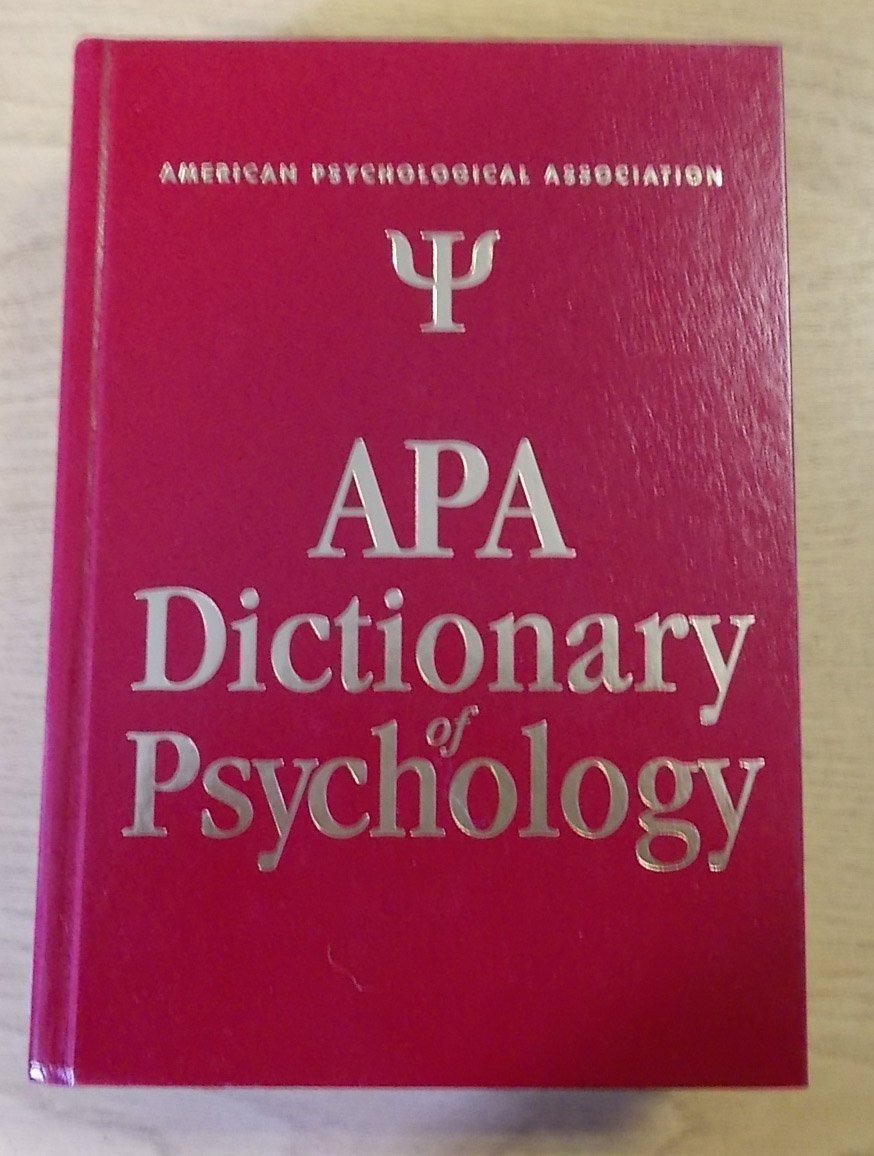 AMERICAN PSYCHOLOGICAL ASSOCIATION
Ψ
APA
Dictionary
of
Psychology